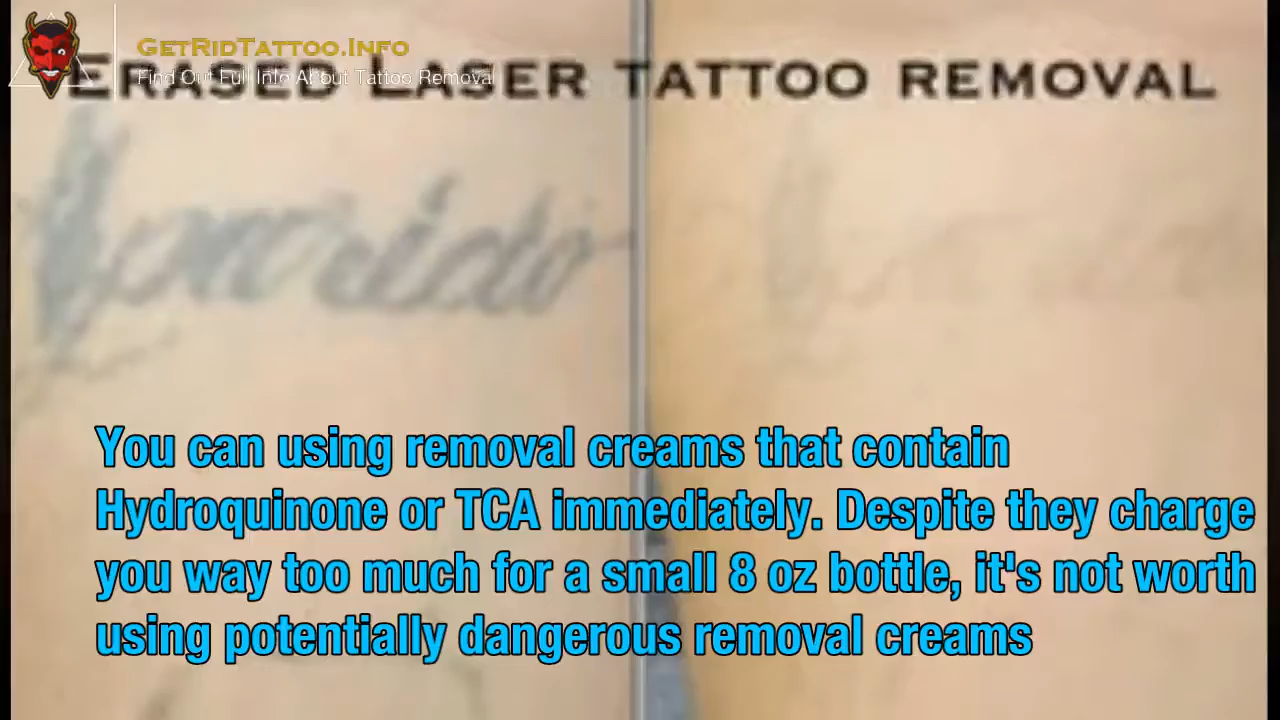 GetRidTattoo.Info
Find Out Full Info About Tattoo Removal
Erased Laser Tattoo Removal
You can using removal creams that contain
Hydroquinone or TCA immediately. Despite they charge
you way too much for a small 8 oz bottle, it's not worth
using potentially dangerous removal creams